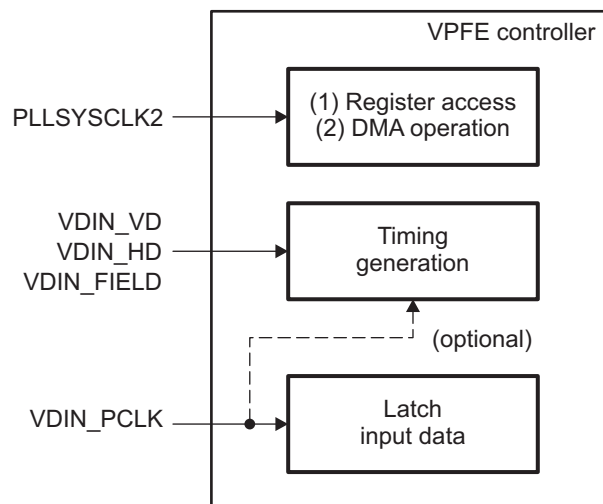 VPFE controller
PLLSYSCLK2
(1) Register access
(2) DMA operation
VDIN_VD
VDIN_HD
VDIN_FIELD
Timing
generation
(optional)
VDIN_PCLK
Latch
input data